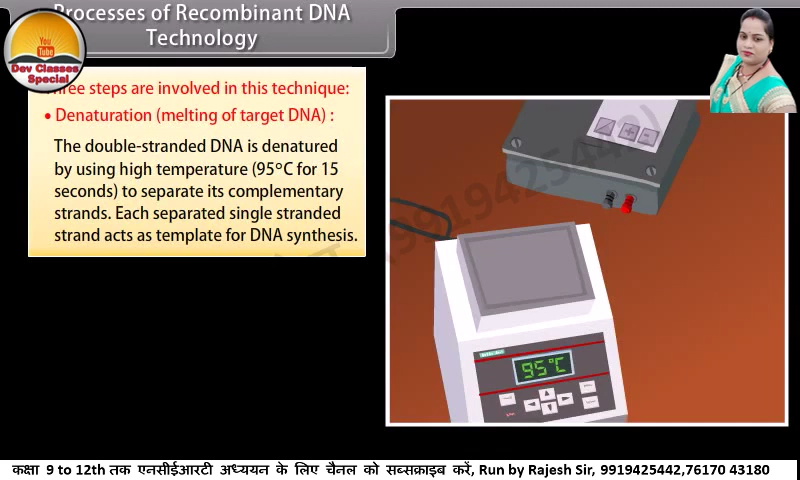 Processes of Recombinant DNA
Technology
You
Tube
Dev Classes
Special
Three steps are involved in this technique:
• Denaturation (melting of target DNA) :
The double-stranded DNA is denatured
by using high temperature (95ºC for 15
seconds) to separate its complementary
strands. Each separated single stranded
strand acts as template for DNA synthesis.
95°C
कक्षा 9 to 12th तक एनसीईआरटी अध्ययन के लिए चैनल को सब्सक्राइब करें, Run by Rajesh Sir, 9919425442,76170 43180